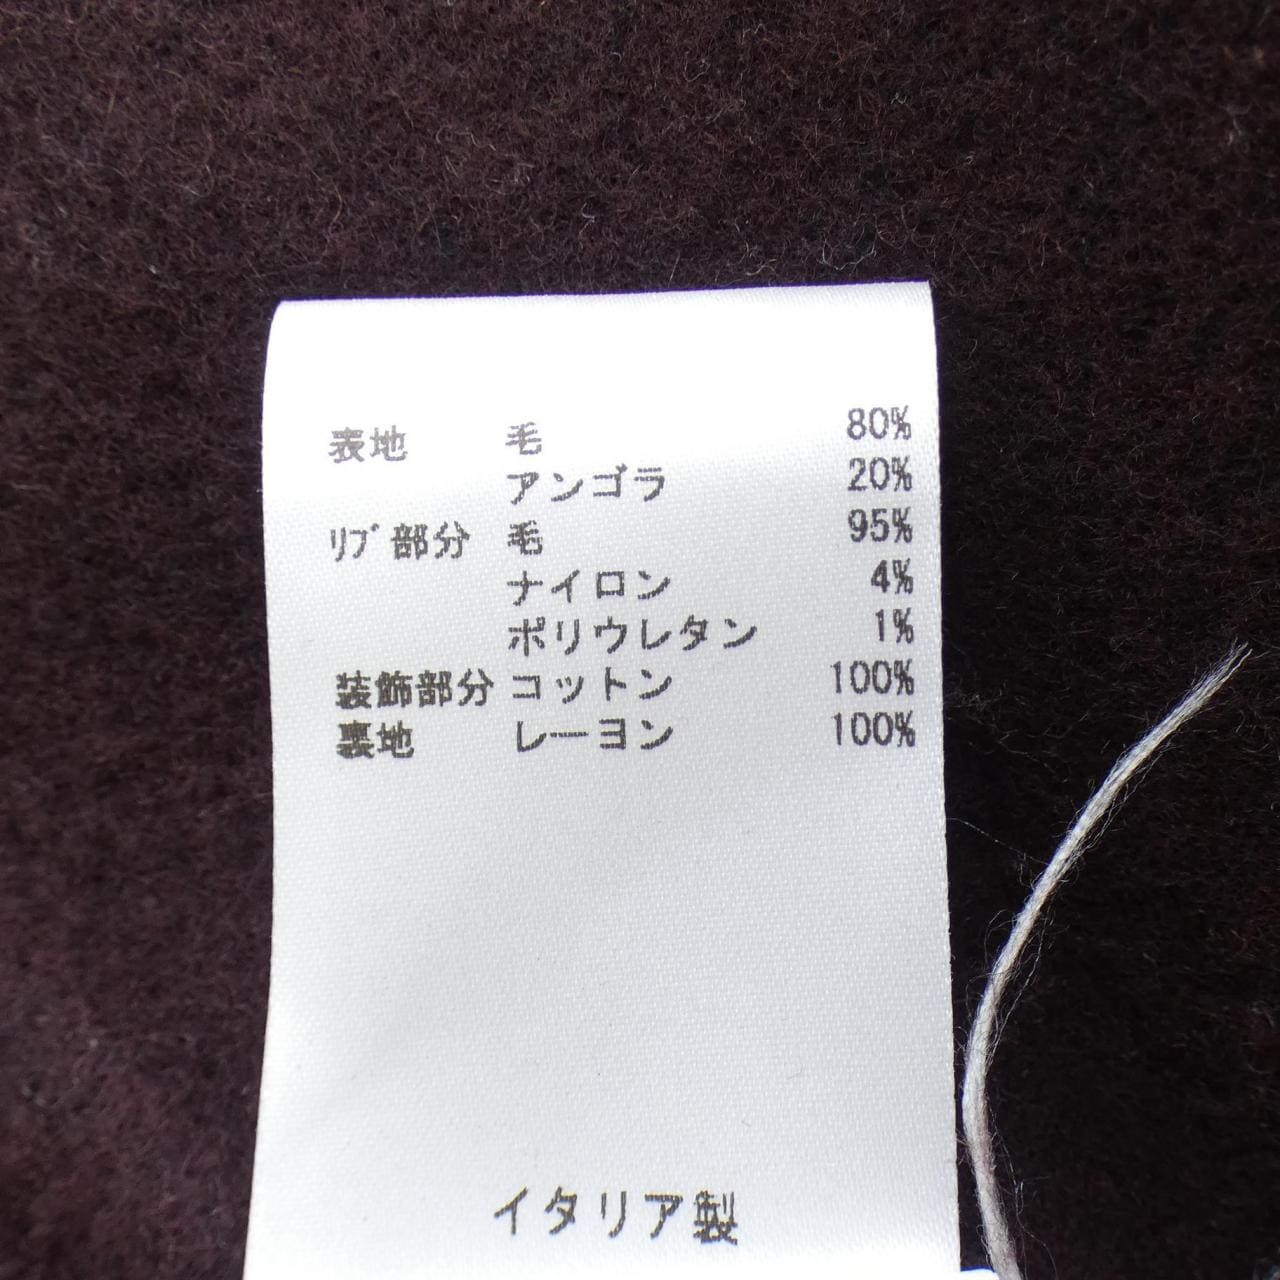 表地 毛 80%
アンゴラ 20%
ﾘﾌﾞ部分 毛 95%
ナイロン 4%
ポリウレタン 1%
装飾部分 コットン 100%
裏地 レーヨン 100%
イタリア製